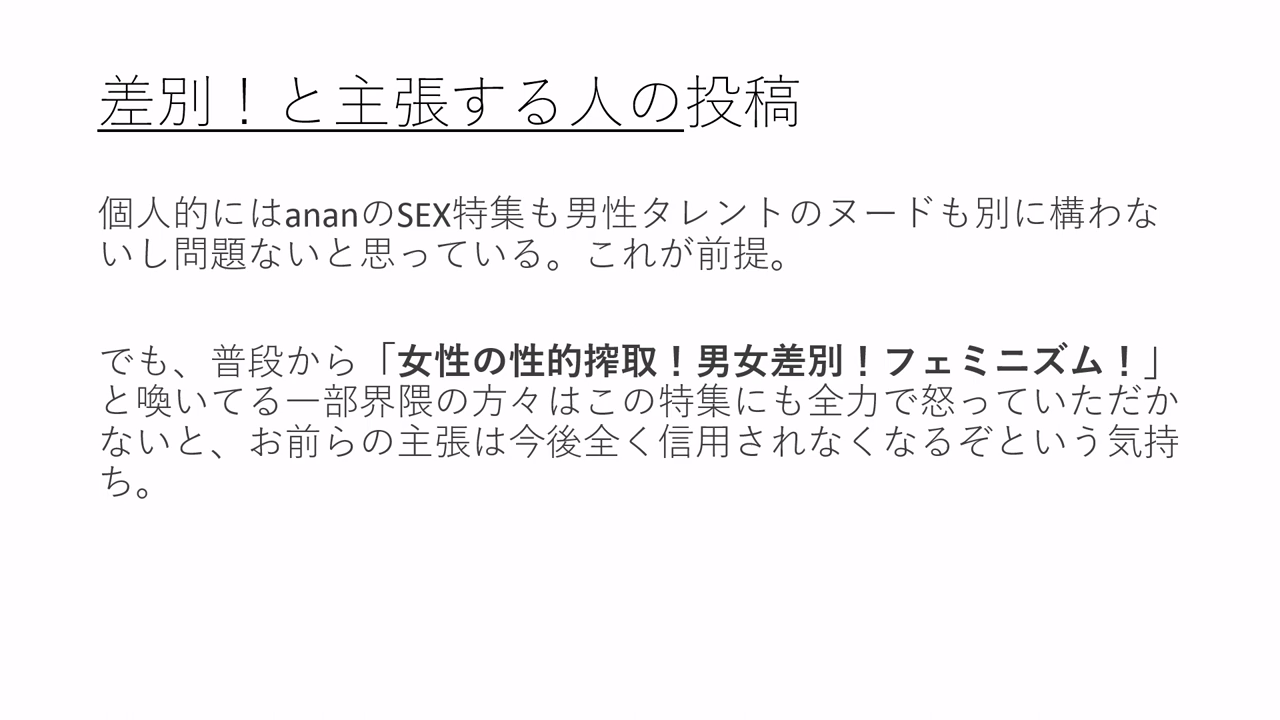 差別！と主張する人の投稿
個人的にはananのSEX特集も男性タレントのヌードも別に構わな
いし問題ないと思っている。これが前提。
でも、普段から「女性の性的搾取！男女差別！フェミニズム！」
と喚いてる一部界隈の方々はこの特集にも全力で怒っていただか
ないと、お前らの主張は今後全く信用されなくなるぞという気持
ち。